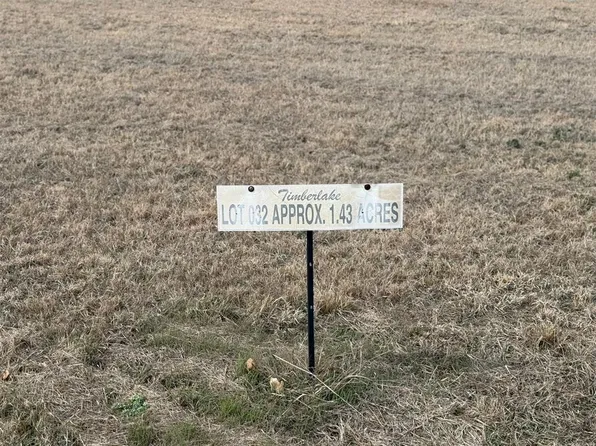 Timberlake
LOT 032 APPROX. 1.43 ACRES